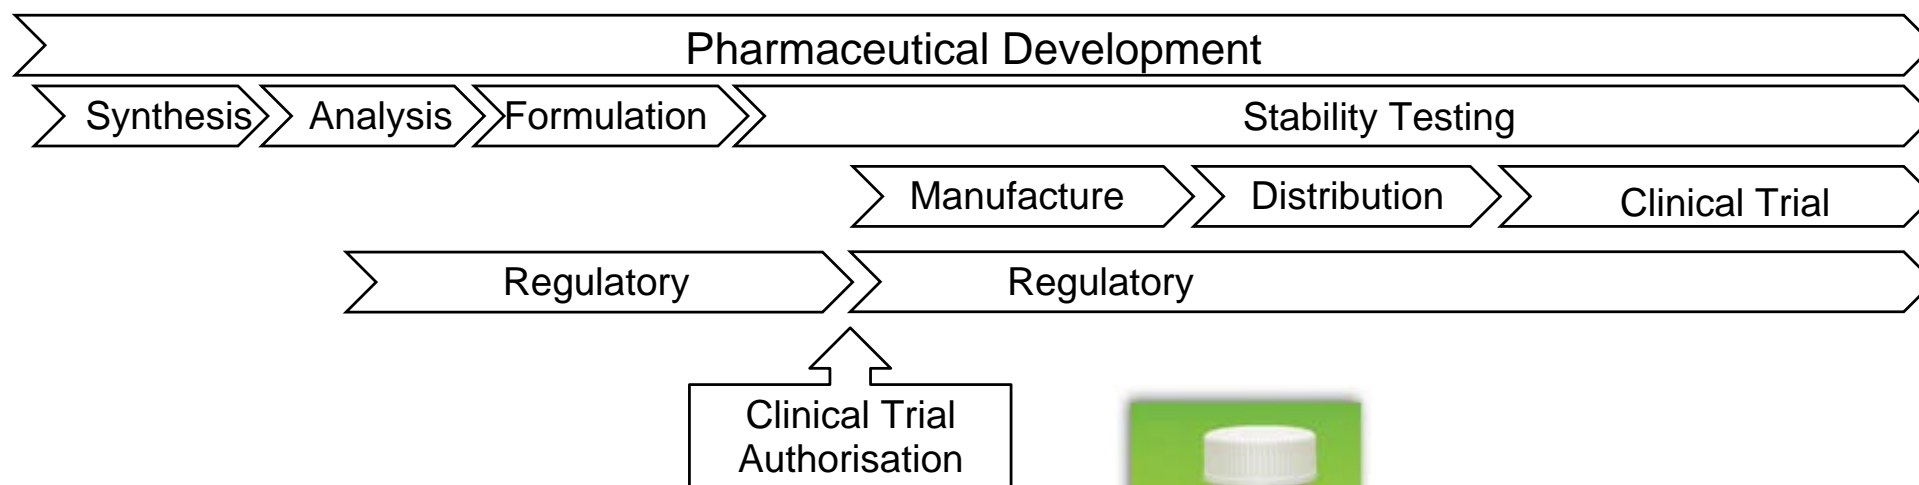 Pharmaceutical Development
Synthesis Analysis Formulation Stability Testing
Manufacture Distribution Clinical Trial
Regulatory Regulatory
Clinical Trial
Authorisation